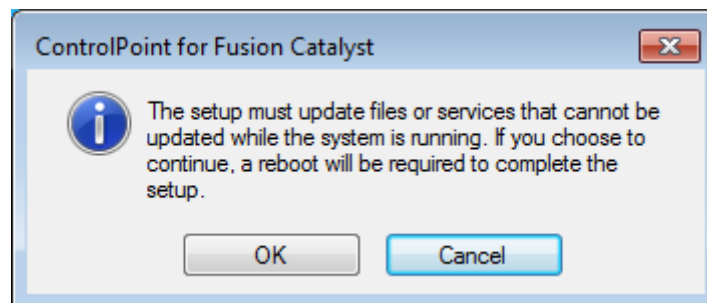 ControlPoint for Fusion Catalyst
The setup must update files or services that cannot be
updated while the system is running. If you choose to
continue, a reboot will be required to complete the
setup.
OK
Cancel